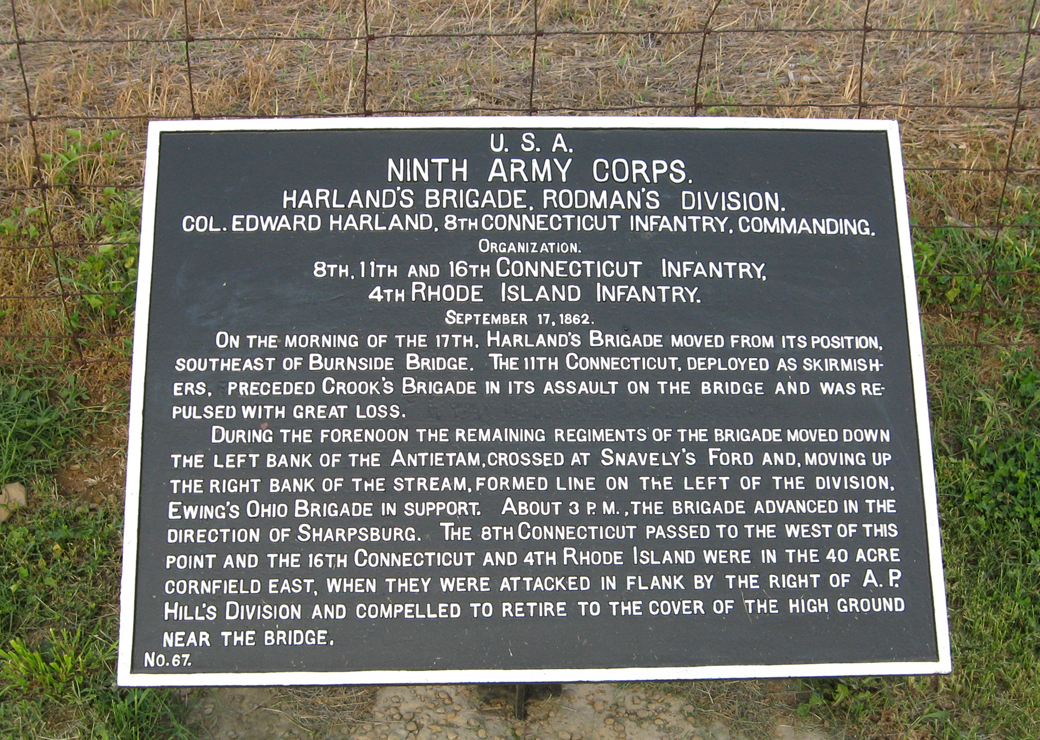 U. S. A.
NINTH ARMY CORPS.
HARLAND'S BRIGADE, RODMAN'S DIVISION.
COL. EDWARD HARLAND, 8TH CONNECTICUT INFANTRY, COMMANDING.
ORGANIZATION.
8TH, 11TH AND 16TH CONNECTICUT INFANTRY,
4TH RHODE ISLAND INFANTRY.
SEPTEMBER 17, 1862.
ON THE MORNING OF THE 17TH, HARLAND'S BRIGADE MOVED FROM ITS POSITION,
SOUTHEAST OF BURNSIDE BRIDGE. THE 11TH CONNECTICUT, DEPLOYED AS SKIRMISH-
ERS, PRECEDED CROOK'S BRIGADE IN ITS ASSAULT ON THE BRIDGE AND WAS RE-
PULSED WITH GREAT LOSS.
DURING THE FORENOON THE REMAINING REGIMENTS OF THE BRIGADE MOVED DOWN
THE LEFT BANK OF THE ANTIETAM, CROSSED AT SNAVELY'S FORD AND, MOVING UP
THE RIGHT BANK OF THE STREAM, FORMED LINE ON THE LEFT OF THE DIVISION,
EWING'S OHIO BRIGADE IN SUPPORT. ABOUT 3 P.M., THE BRIGADE ADVANCED IN THE
DIRECTION OF SHARPSBURG. THE 8TH CONNECTICUT PASSED TO THE WEST OF THIS
POINT AND THE 16TH CONNECTICUT AND 4TH RHODE ISLAND WERE IN THE 40 ACRE
CORNFIELD EAST, WHEN THEY WERE ATTACKED IN FLANK BY THE RIGHT OF A. P.
HILL'S DIVISION AND COMPELLED TO RETIRE TO THE COVER OF THE HIGH GROUND
NEAR THE BRIDGE.
NO. 67.